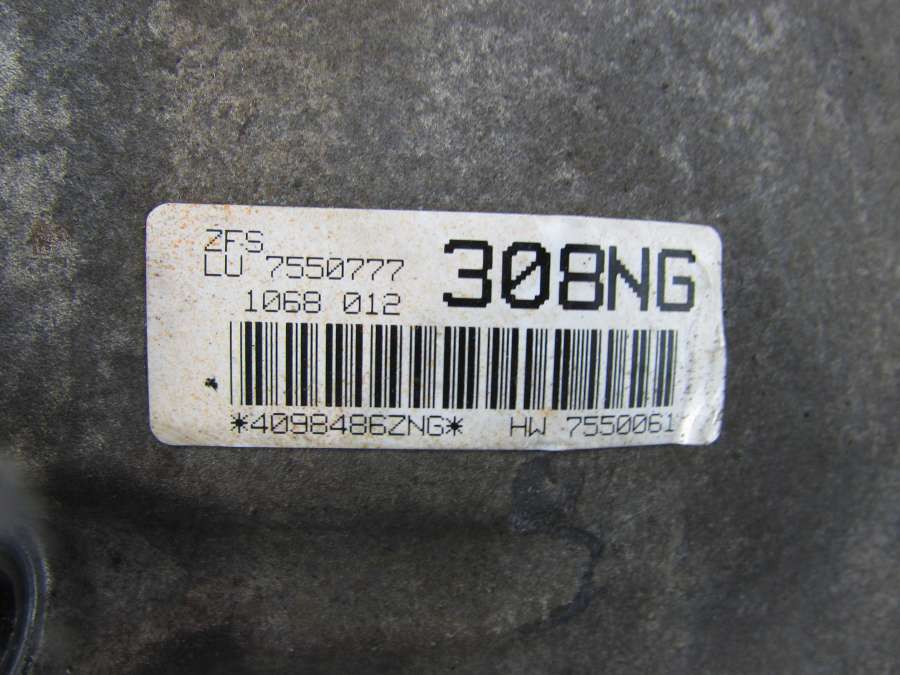 ZFS
LU 7550777
308NG
1068 012
*4098486ZNG* HW 7550061